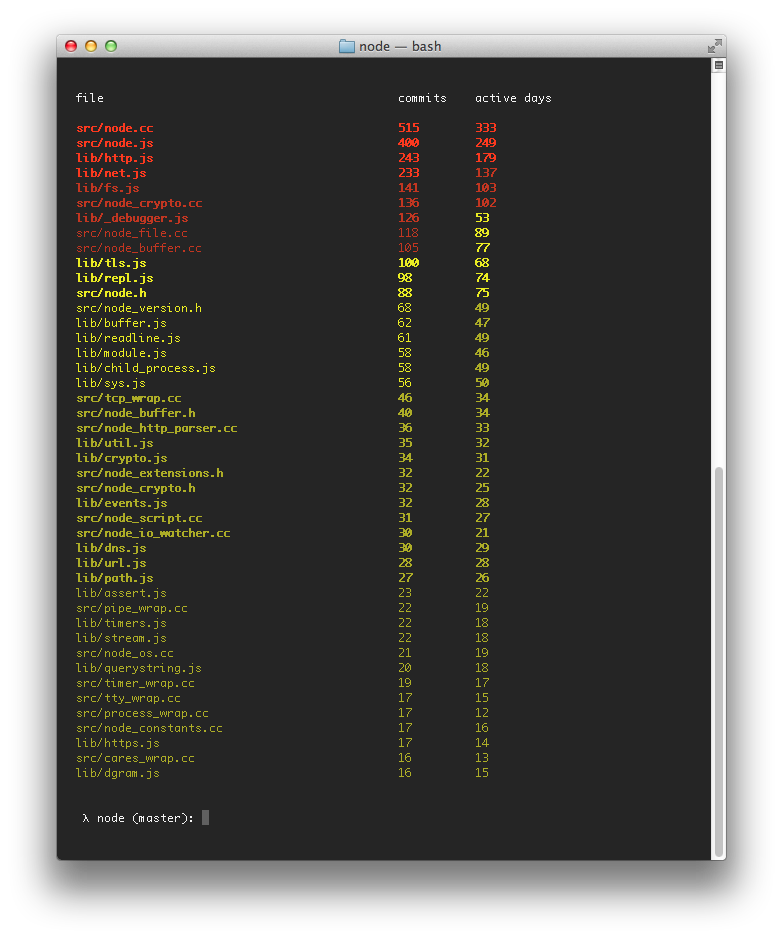 node — bash
file commits active days
src/node.cc 515 333
src/node.js 400 249
lib/http.js 243 179
lib/net.js 233 137
lib/fs.js 141 103
src/node_crypto.cc 136 102
lib/_debugger.js 126 53
src/node_file.cc 118 89
src/node_buffer.cc 105 77
lib/tls.js 100 68
lib/repl.js 98 74
src/node.h 88 75
src/node_version.h 68 49
lib/buffer.js 62 47
lib/readline.js 61 49
lib/module.js 58 46
lib/child_process.js 58 49
lib/sys.js 56 50
src/tcp_wrap.cc 46 34
src/node_buffer.h 40 34
src/node_http_parser.cc 36 33
lib/util.js 35 32
lib/crypto.js 34 31
src/node_extensions.h 32 22
src/node_crypto.h 32 25
lib/events.js 32 28
src/node_script.cc 31 27
src/node_io_watcher.cc 30 21
lib/dns.js 30 29
lib/url.js 28 28
lib/path.js 27 26
lib/assert.js 23 22
src/pipe_wrap.cc 22 19
lib/timers.js 22 18
lib/stream.js 22 18
src/node_os.cc 21 19
lib/querystring.js 20 18
src/timer_wrap.cc 19 17
src/tty_wrap.cc 17 15
src/process_wrap.cc 17 12
src/node_constants.cc 17 16
lib/https.js 17 14
src/cares_wrap.cc 16 13
lib/dgram.js 16 15
λ node (master):